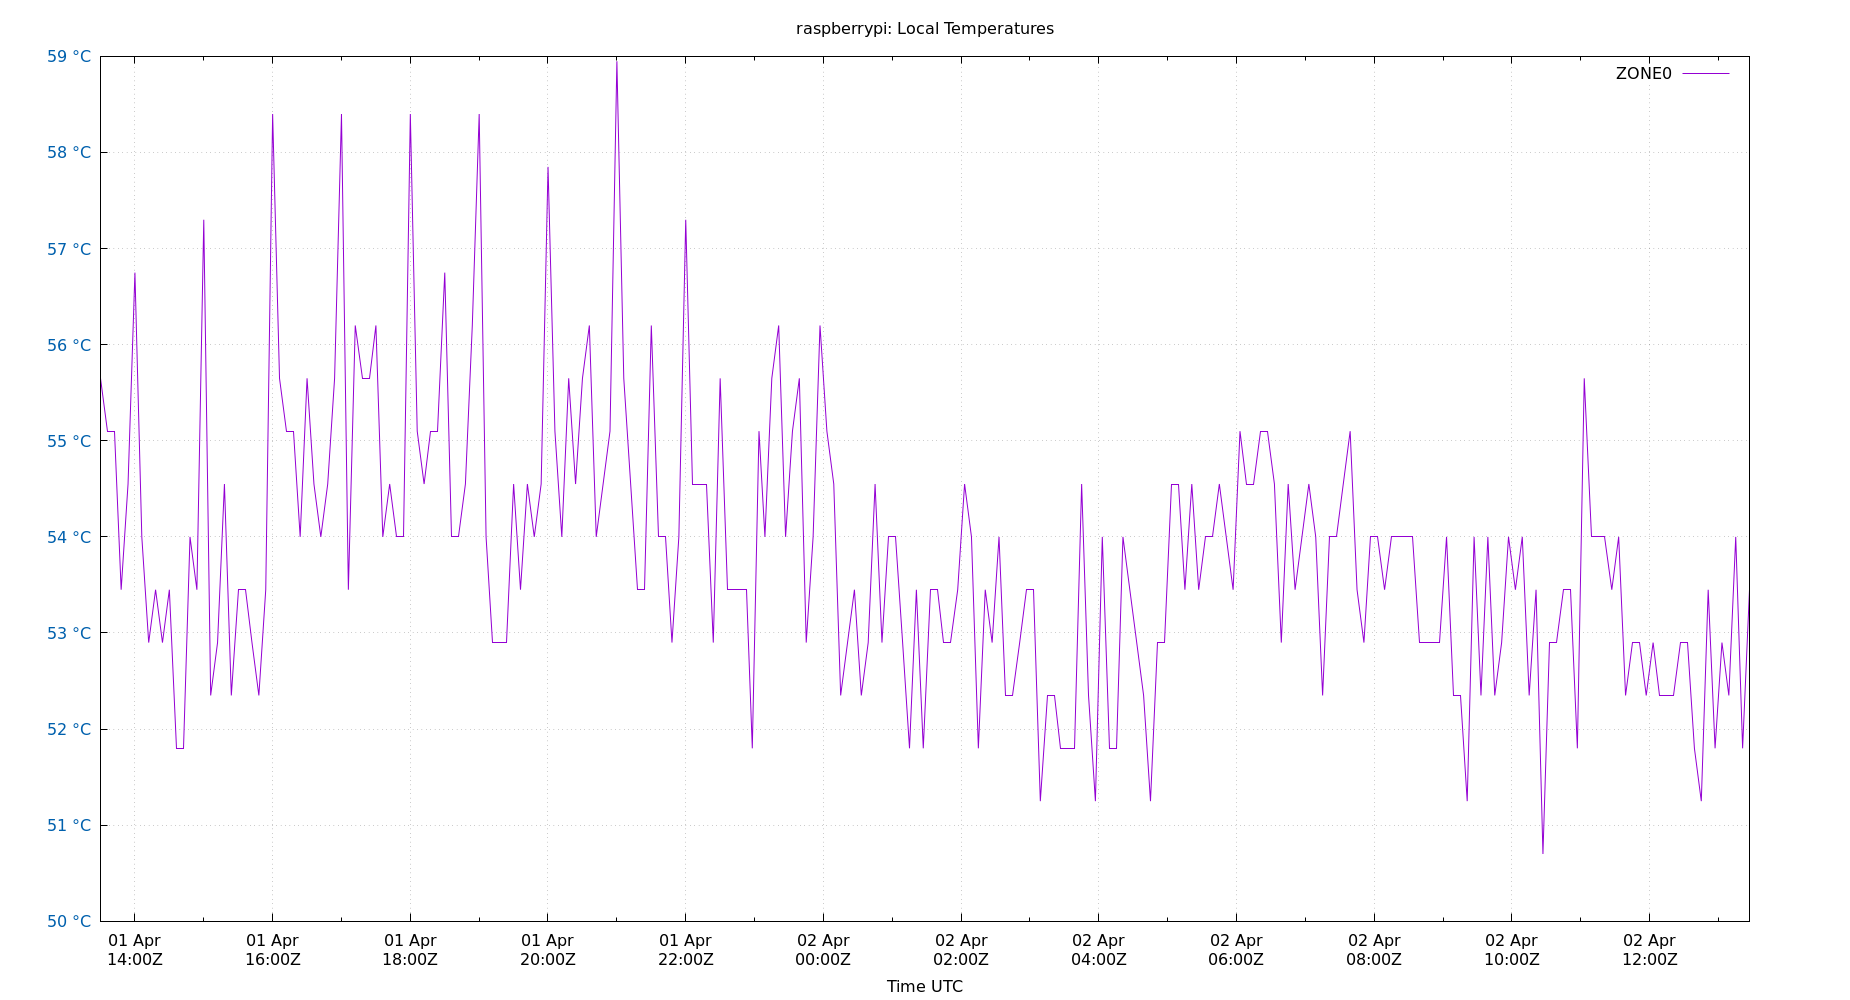 raspberrypi: Local Temperatures
ZONE0
59 °C
58 °C
57 °C
56 °C
55 °C
54 °C
53 °C
52 °C
51 °C
50 °C
01 Apr 01 Apr 01 Apr 01 Apr 01 Apr 02 Apr 02 Apr 02 Apr 02 Apr 02 Apr 02 Apr 02 Apr
14:00Z 16:00Z 18:00Z 20:00Z 22:00Z 00:00Z 02:00Z 04:00Z 06:00Z 08:00Z 10:00Z 12:00Z
Time UTC